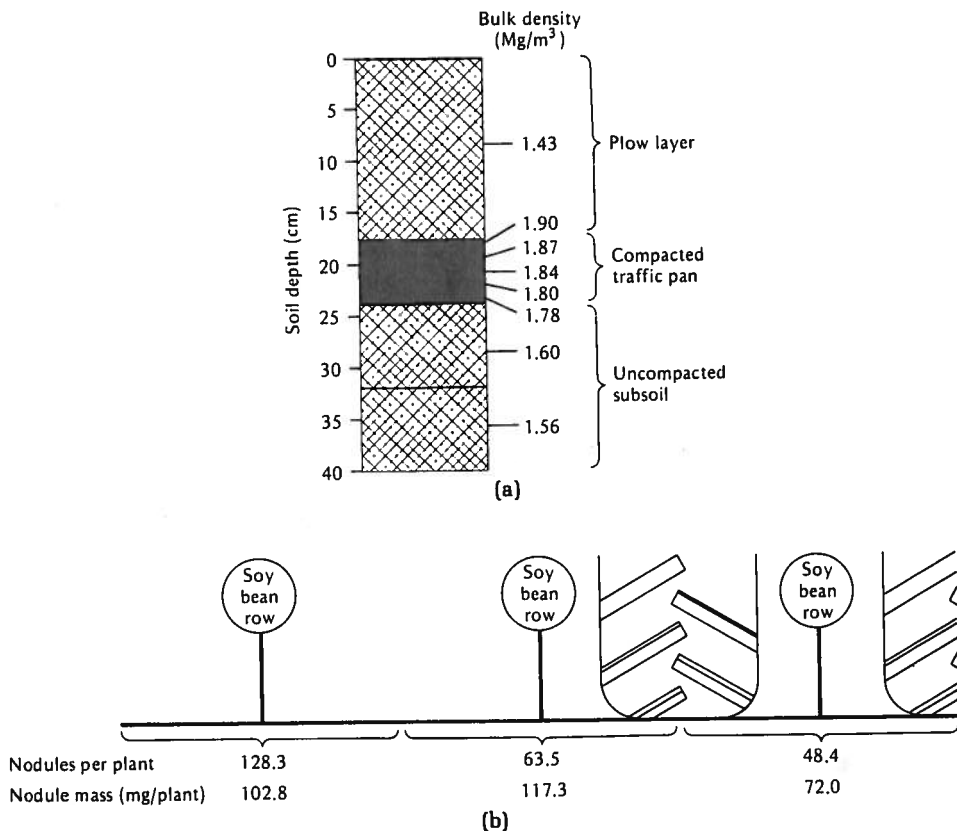 Bulk density
(Mg/m³)
0
5
10
15
20
25
30
35
40
Soil depth (cm)
1.43
1.90
1.87
1.84
1.80
1.78
1.60
1.56
Plow layer
Compacted
traffic pan
Uncompacted
subsoil
(a)
Soy
bean
row
Soy
bean
row
Soy
bean
row
Nodules per plant 128.3 63.5 48.4
Nodule mass (mg/plant) 102.8 117.3 72.0
(b)